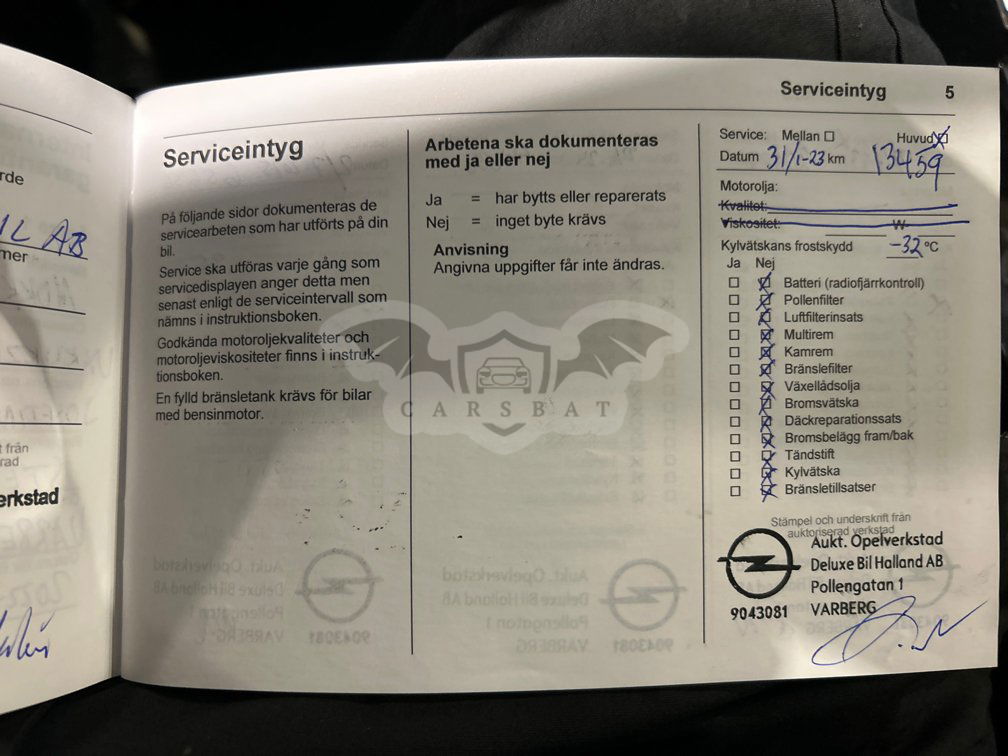 Serviceintyg 5
rde
IL AB
mer
t från
rad
erkstad
Serviceintyg
På följande sidor dokumenteras de
servicearbeten som har utförts på din
bil.
Service ska utföras varje gång som
servicedisplayen anger detta men
senast enligt de serviceintervall som
nämns i instruktionsboken.
Godkända motoroljekvaliteter och
motoroljeviskositeter finns i instruk-
tionsboken.
En fylld bränsletank krävs för bilar
med bensinmotor.
Arbetena ska dokumenteras
med ja eller nej
Ja = har bytts eller reparerats
Nej = inget byte krävs
Anvisning
Angivna uppgifter får inte ändras.
CARSBAT
Service: Mellan Huvud
Datum 31/1-23 km 13459
Motorolja:
Kvalitet:
Viskositet: W-
Kylvätskans frostskydd -32 °C
Ja Nej
Batteri (radiofjärrkontroll)
Pollenfilter
Luftfilterinsats
Multirem
Kamrem
Bränslefilter
Växellådsolja
Bromsvätska
Däckreparationssats
Bromsbelägg fram/bak
Tändstift
Kylvätska
Bränsletillsatser
Stämpel och underskrift från
auktoriserad verkstad
Aukt. Opelverkstad
Deluxe Bil Halland AB
Pollengatan 1
9043081 VARBERG